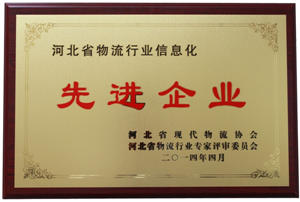 河北省物流行业信息化
先进企业
河北省现代物流协会
河北省物流行业专家评审委员会
二〇一四年四月